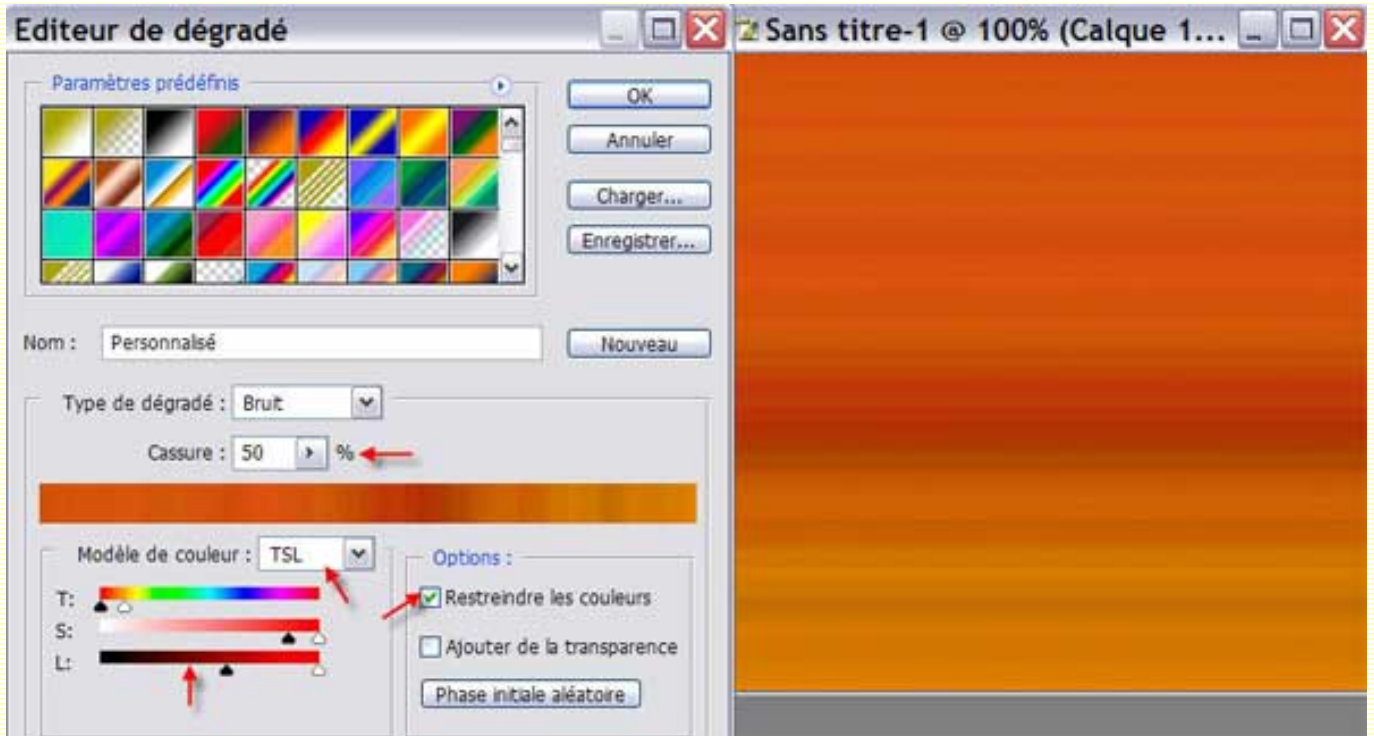 Editeur de dégradé
Sans titre-1 @ 100% (Calque 1...
Paramètres prédéfinis
OK
Annuler
Charger...
Enregistrer...
Nom : Personnalisé
Nouveau
Type de dégradé : Bruit
Cassure : 50 %
Modèle de couleur : TSL
T:
S:
L:
Options :
Restreindre les couleurs
Ajouter de la transparence
Phase initiale aléatoire